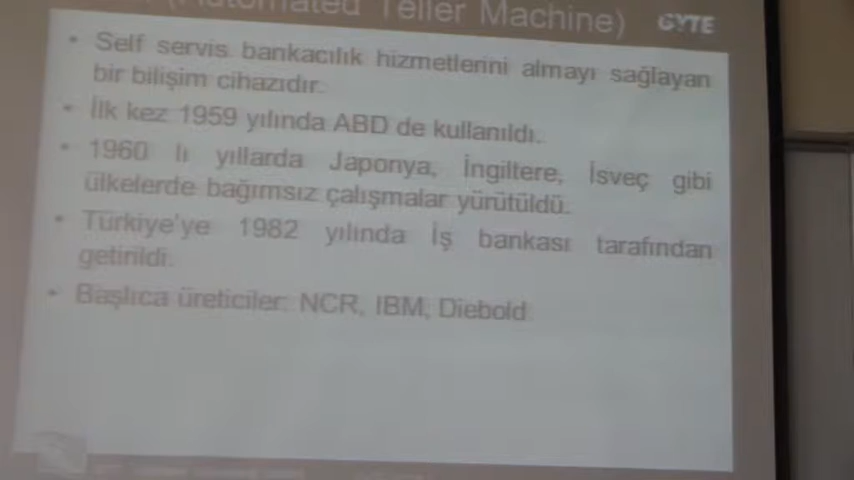 (Automated Teller Machine)
GYTE
• Self servis bankacılık hizmetlerini almayı sağlayan
bir bilişim cihazıdır.
• İlk kez 1959 yılında ABD de kullanıldı.
• 1960 lı yıllarda Japonya, İngiltere, İsveç gibi
ülkelerde bağımsız çalışmalar yürütüldü.
• Türkiye'ye 1982 yılında İş bankası tarafından
getirildi.
• Başlıca üreticiler: NCR, IBM, Diebold